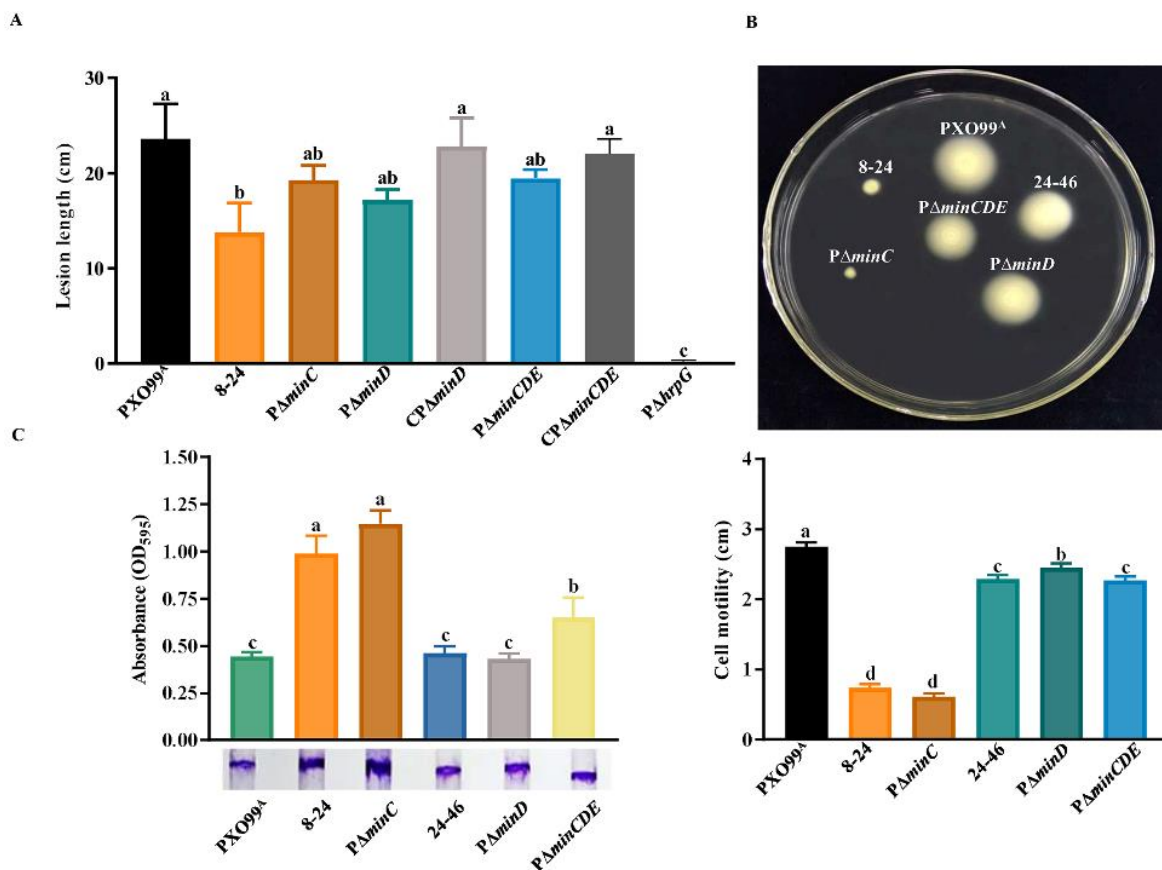 A
B
30
20
10
0
Lesion length (cm)
a
b
ab
ab
a
ab
a
c
PXO99ᴬ
8-24
PΔminC
PΔminD
CPΔminD
PΔminCDE
CPΔminCDE
PΔhrpG
PXO99ᴬ
8-24
24-46
PΔminCDE
PΔminC
PΔminD
C
1.50
1.25
1.00
0.75
0.50
0.25
0.00
Absorbance (OD₅₉₅)
c
a
a
c
c
b
PXO99ᴬ
8-24
PΔminC
24-46
PΔminD
PΔminCDE
4
3
2
1
0
Cell motility (cm)
a
d
d
c
b
c
PXO99ᴬ
8-24
PΔminC
24-46
PΔminD
PΔminCDE